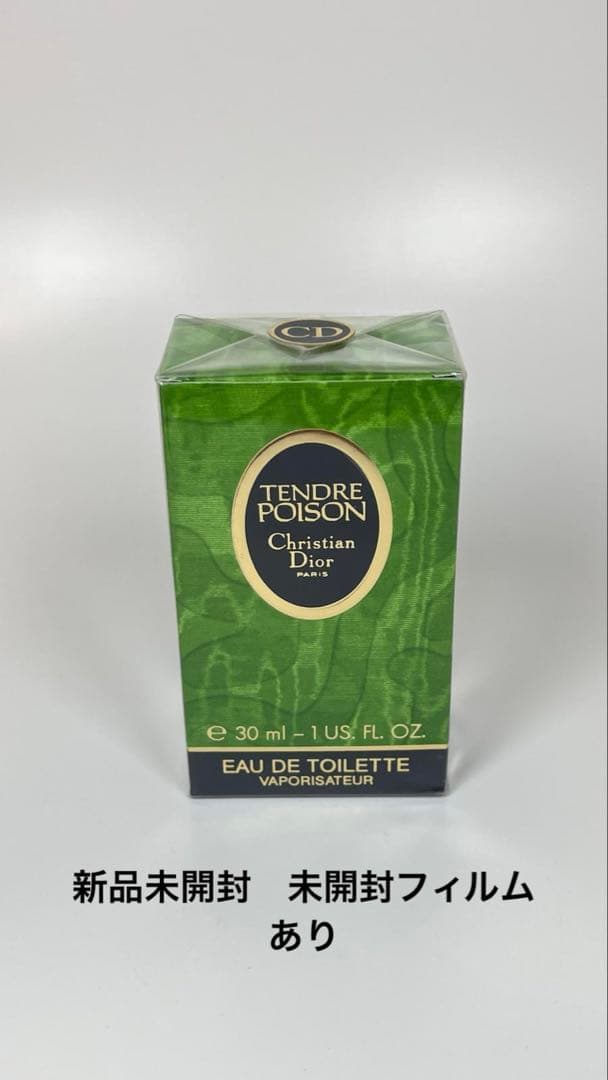 CD
TENDRE
POISON
Christian
Dior
PARIS
℮ 30 ml – 1 US. FL. OZ.
EAU DE TOILETTE
VAPORISATEUR
新品未開封　未開封フィルム
あり